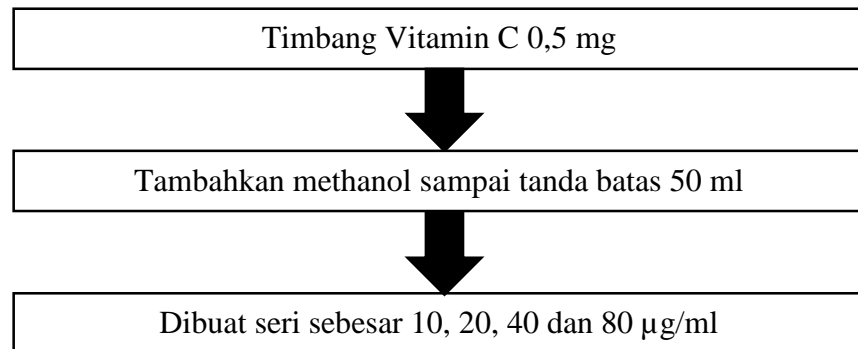 Timbang Vitamin C 0,5 mg
Tambahkan methanol sampai tanda batas 50 ml
Dibuat seri sebesar 10, 20, 40 dan 80 µg/ml